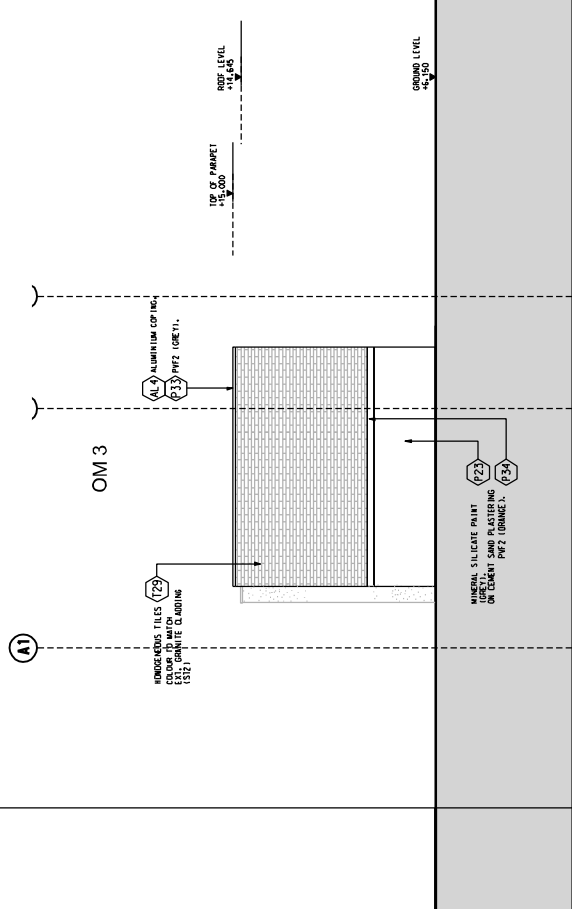 ROOF LEVEL
+14.645
GROUND LEVEL
+6.150
TOP OF PARAPET
+15.000
AL4 ALUMINIUM COPING.
P33 PVF2 (GREY).
OM 3
HOMOGENEOUS TILES T29
COLOUR TO MATCH
EXT. GRANITE CLADDING
(ST2)
P23
P34
MINERAL SILICATE PAINT
(GREY).
ON CEMENT SAND PLASTERING
PVF2 (ORANGE).
A1